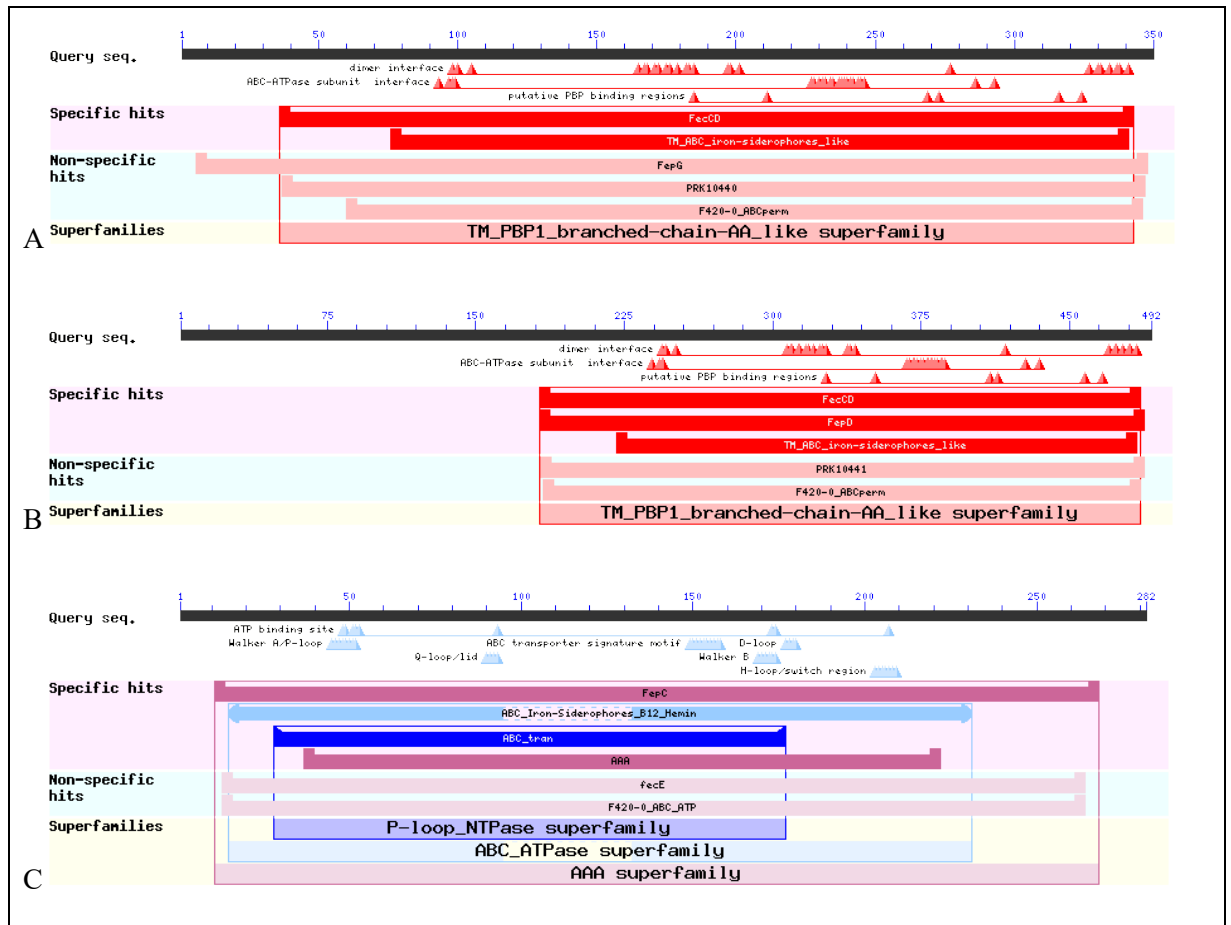 1 50 100 150 200 250 300 350
Query seq.
dimer interface
ABC-ATPase subunit interface
putative PBP binding regions
Specific hits
FecCD
TM_ABC_iron-siderophores_like
Non-specific
hits
FepG
PRK10440
F420-0_ABCperm
A
Superfamilies
TM_PBP1_branched-chain-AA_like superfamily
1 75 150 225 300 375 450 492
Query seq.
dimer interface
ABC-ATPase subunit interface
putative PBP binding regions
Specific hits
FecCD
FepD
TM_ABC_iron-siderophores_like
Non-specific
hits
PRK10441
F420-0_ABCperm
B
Superfamilies
TM_PBP1_branched-chain-AA_like superfamily
1 50 100 150 200 250 282
Query seq.
ATP binding site
Walker A/P-loop ABC transporter signature motif D-loop
Q-loop/lid Walker B
H-loop/switch region
Specific hits
FepC
ABC_Iron-Siderophores_B12_Hemin
ABC_tran
AAA
Non-specific
hits
fecE
F420-0_ABC_ATP
Superfamilies
P-loop_NTPase superfamily
ABC_ATPase superfamily
C
AAA superfamily